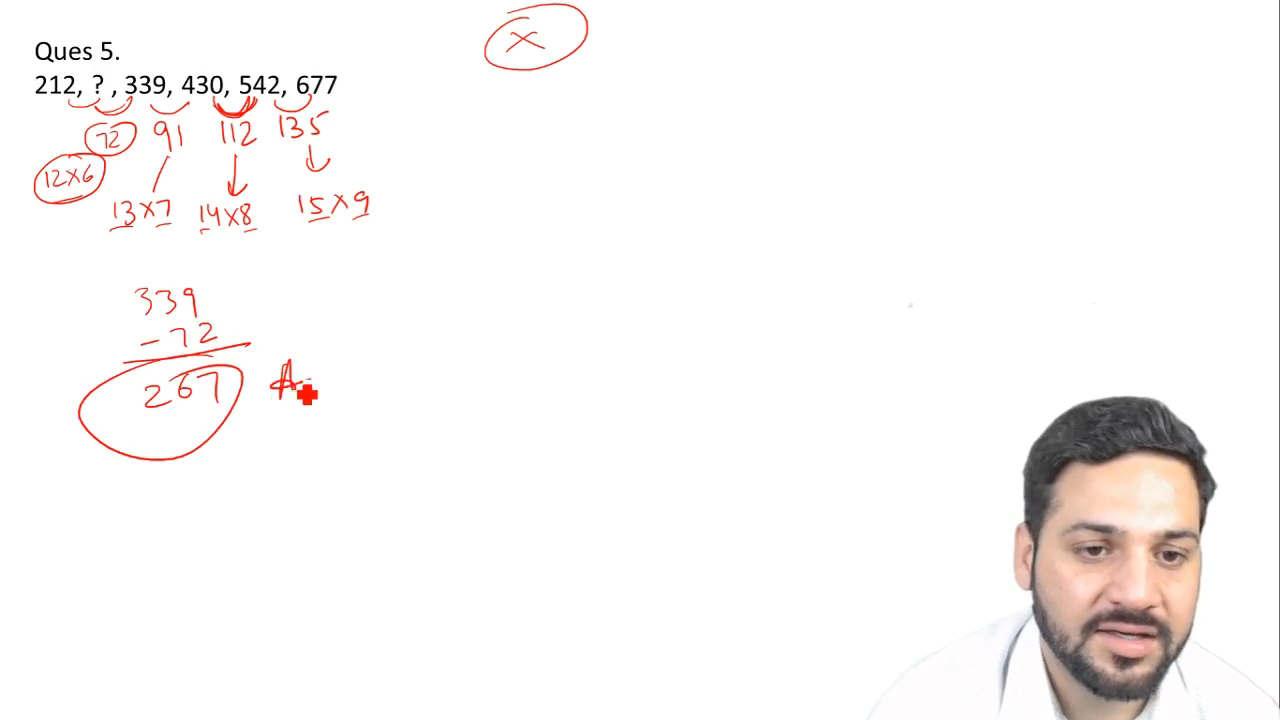 x
Ques 5.
212, ? , 339, 430, 542, 677
72 91 112 135
12x6
13x7 14x8 15x9
339
-72
267 A